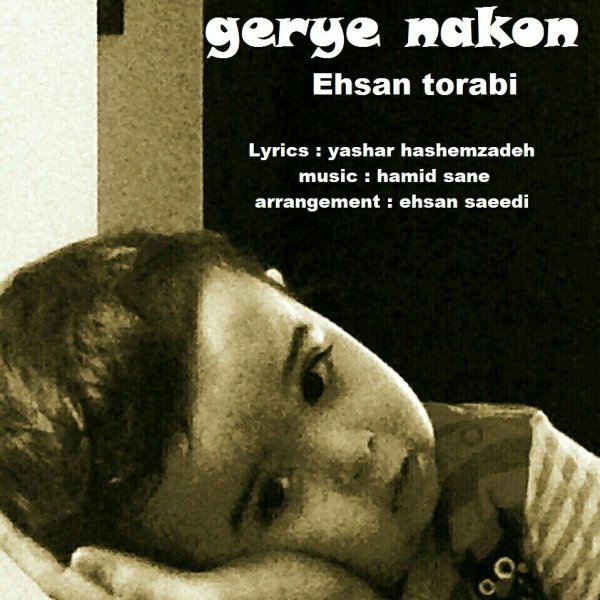 gerye nakon
Ehsan torabi
Lyrics : yashar hashemzadeh
music : hamid sane
arrangement : ehsan saeedi